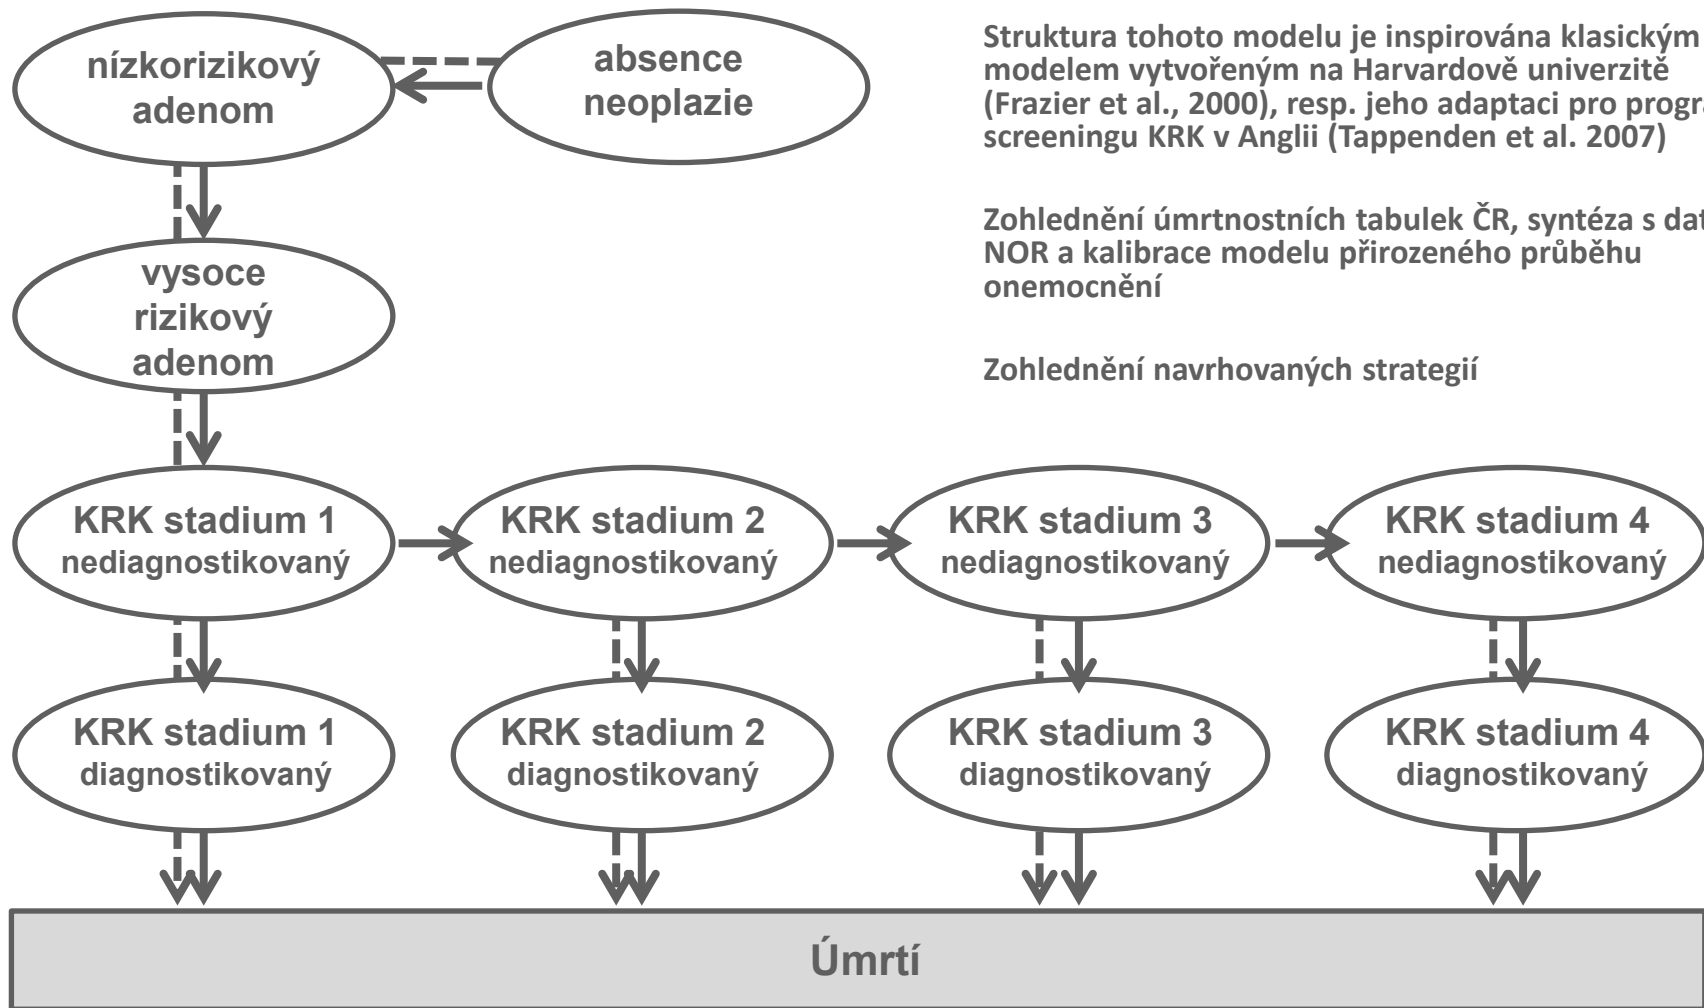 nízkorizikový
adenom
absence
neoplazie
Struktura tohoto modelu je inspirována klasickým
modelem vytvořeným na Harvardově univerzitě
(Frazier et al., 2000), resp. jeho adaptaci pro
screeningu KRK v Anglii (Tappenden et al. 2007)
Zohlednění úmrtnostních tabulek ČR, syntéza s
NOR a kalibrace modelu přirozeného průběhu
onemocnění
Zohlednění navrhovaných strategií
vysoce
rizikový
adenom
KRK stadium 1
nediagnostikovaný
KRK stadium 2
nediagnostikovaný
KRK stadium 3
nediagnostikovaný
KRK stadium 4
nediagnostikovaný
KRK stadium 1
diagnostikovaný
KRK stadium 2
diagnostikovaný
KRK stadium 3
diagnostikovaný
KRK stadium 4
diagnostikovaný
Úmrtí